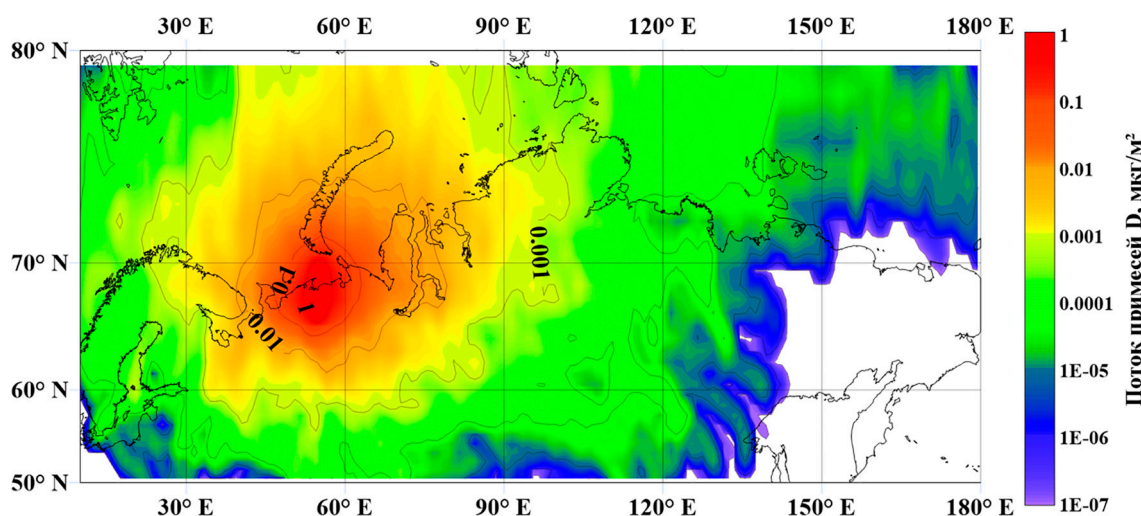 30° E 60° E 90° E 120° E 150° E 180° E
80° N
70° N
60° N
50° N
0.1
1
0.01
0.001
30° E 60° E 90° E 120° E 150° E 180° E
1
0.1
0.01
0.001
0.0001
1E-05
1E-06
1E-07
Поток примесей D, мкг/м²